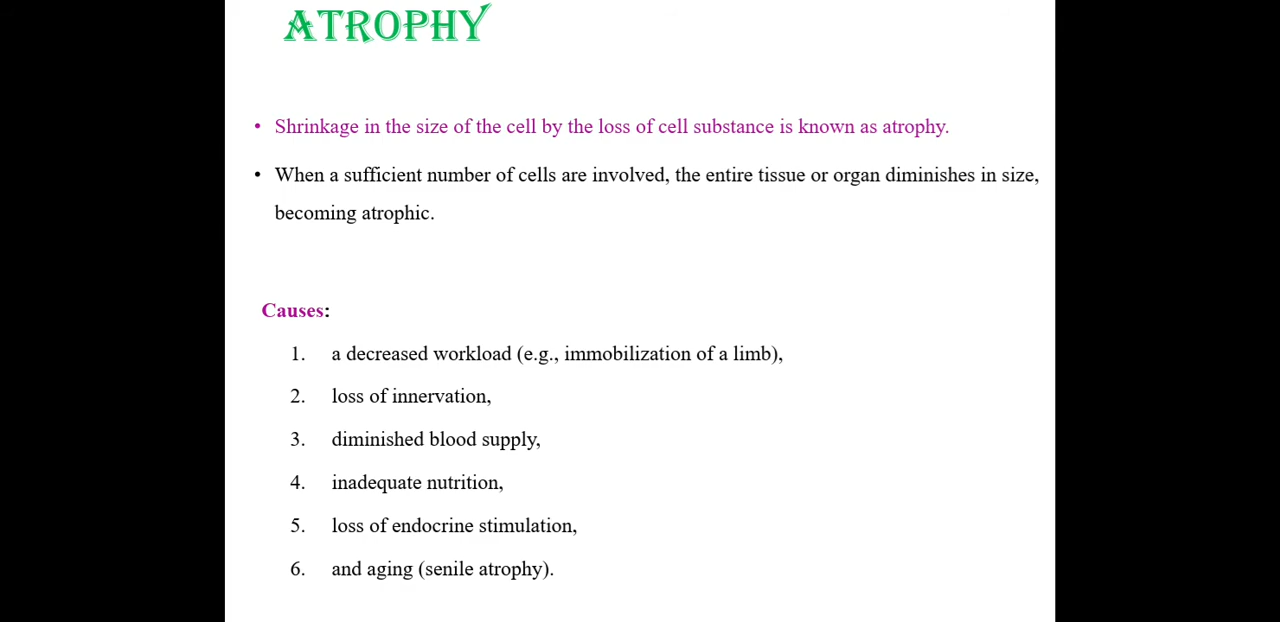 ATROPHY
• Shrinkage in the size of the cell by the loss of cell substance is known as atrophy.
• When a sufficient number of cells are involved, the entire tissue or organ diminishes in size,
becoming atrophic.
Causes:
1. a decreased workload (e.g., immobilization of a limb),
2. loss of innervation,
3. diminished blood supply,
4. inadequate nutrition,
5. loss of endocrine stimulation,
6. and aging (senile atrophy).